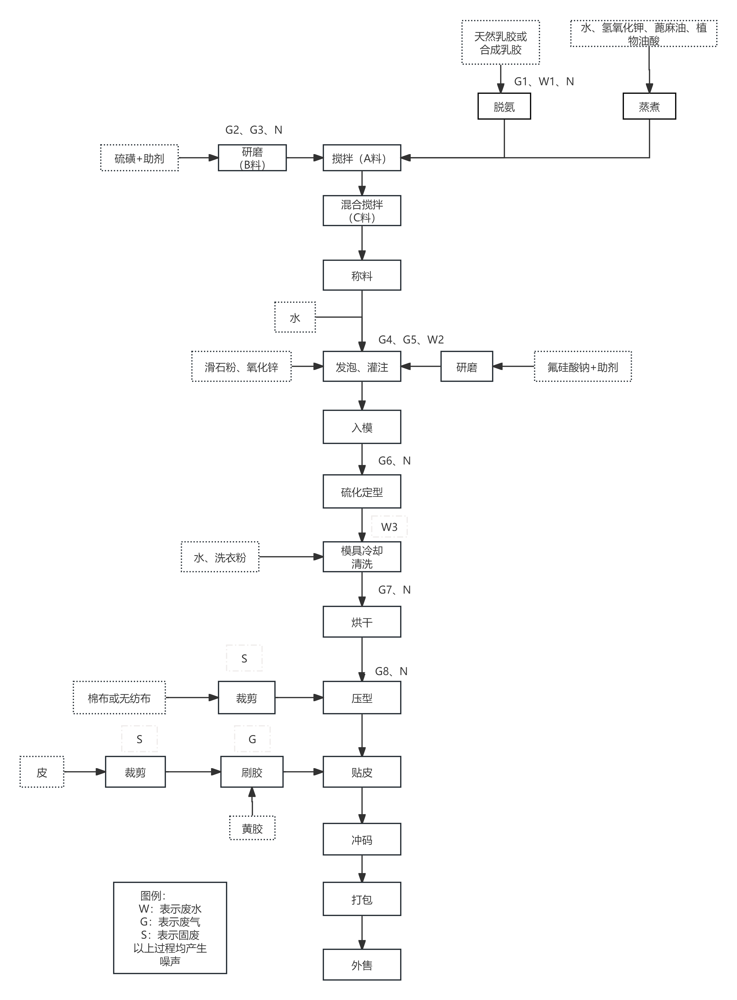 天然乳胶或
合成乳胶
水、氢氧化钾、蓖麻油、植
物油酸
G1、W1、N
脱氨
蒸煮
G2、G3、N
硫磺+助剂
研磨
（B料）
搅拌（A料）
混合搅拌
（C料）
称料
水
G4、G5、W2
滑石粉、氧化锌
发泡、灌注
研磨
氟硅酸钠+助剂
入模
G6、N
硫化定型
W3
水、洗衣粉
模具冷却
清洗
G7、N
烘干
S
G8、N
棉布或无纺布
裁剪
压型
S
G
皮
裁剪
刷胶
贴皮
黄胶
冲码
图例：
W：表示废水
G：表示废气
S：表示固废
以上过程均产生
噪声
打包
外售